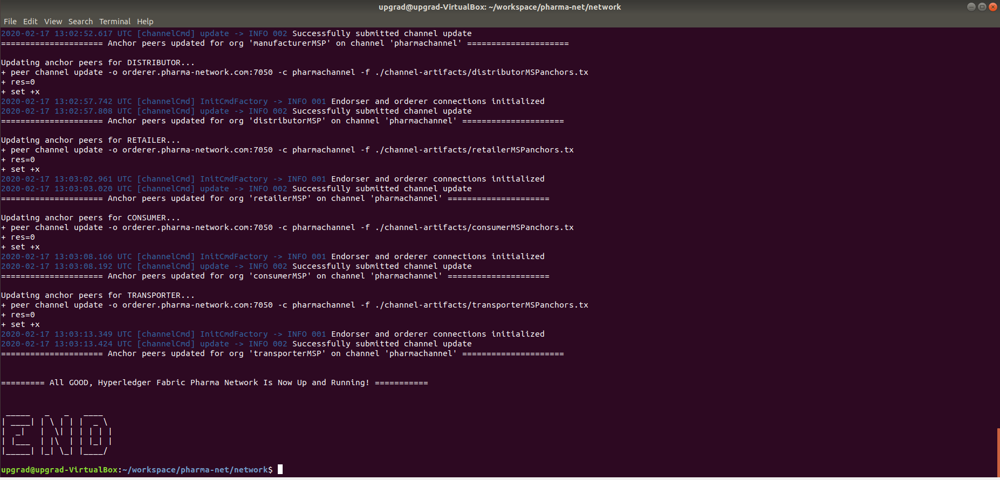 upgrad@upgrad-VirtualBox: ~/workspace/pharma-net/network
File Edit View Search Terminal Help
2020-02-17 13:02:52.617 UTC [channelCmd] update -> INFO 002 Successfully submitted channel update
===================== Anchor peers updated for org 'manufacturerMSP' on channel 'pharmachannel' =====================
Updating anchor peers for DISTRIBUTOR...
+ peer channel update -o orderer.pharma-network.com:7050 -c pharmachannel -f ./channel-artifacts/distributorMSPanchors.tx
+ res=0
+ set +x
2020-02-17 13:02:57.742 UTC [channelCmd] InitCmdFactory -> INFO 001 Endorser and orderer connections initialized
2020-02-17 13:02:57.808 UTC [channelCmd] update -> INFO 002 Successfully submitted channel update
===================== Anchor peers updated for org 'distributorMSP' on channel 'pharmachannel' =====================
Updating anchor peers for RETAILER...
+ peer channel update -o orderer.pharma-network.com:7050 -c pharmachannel -f ./channel-artifacts/retailerMSPanchors.tx
+ res=0
+ set +x
2020-02-17 13:03:02.961 UTC [channelCmd] InitCmdFactory -> INFO 001 Endorser and orderer connections initialized
2020-02-17 13:03:03.020 UTC [channelCmd] update -> INFO 002 Successfully submitted channel update
===================== Anchor peers updated for org 'retailerMSP' on channel 'pharmachannel' =====================
Updating anchor peers for CONSUMER...
+ peer channel update -o orderer.pharma-network.com:7050 -c pharmachannel -f ./channel-artifacts/consumerMSPanchors.tx
+ res=0
+ set +x
2020-02-17 13:03:08.166 UTC [channelCmd] InitCmdFactory -> INFO 001 Endorser and orderer connections initialized
2020-02-17 13:03:08.192 UTC [channelCmd] update -> INFO 002 Successfully submitted channel update
===================== Anchor peers updated for org 'consumerMSP' on channel 'pharmachannel' =====================
Updating anchor peers for TRANSPORTER...
+ peer channel update -o orderer.pharma-network.com:7050 -c pharmachannel -f ./channel-artifacts/transporterMSPanchors.tx
+ res=0
+ set +x
2020-02-17 13:03:13.349 UTC [channelCmd] InitCmdFactory -> INFO 001 Endorser and orderer connections initialized
2020-02-17 13:03:13.424 UTC [channelCmd] update -> INFO 002 Successfully submitted channel update
===================== Anchor peers updated for org 'transporterMSP' on channel 'pharmachannel' =====================
========= All GOOD, Hyperledger Fabric Pharma Network Is Now Up and Running! ===========
END
upgrad@upgrad-VirtualBox:~/workspace/pharma-net/network$